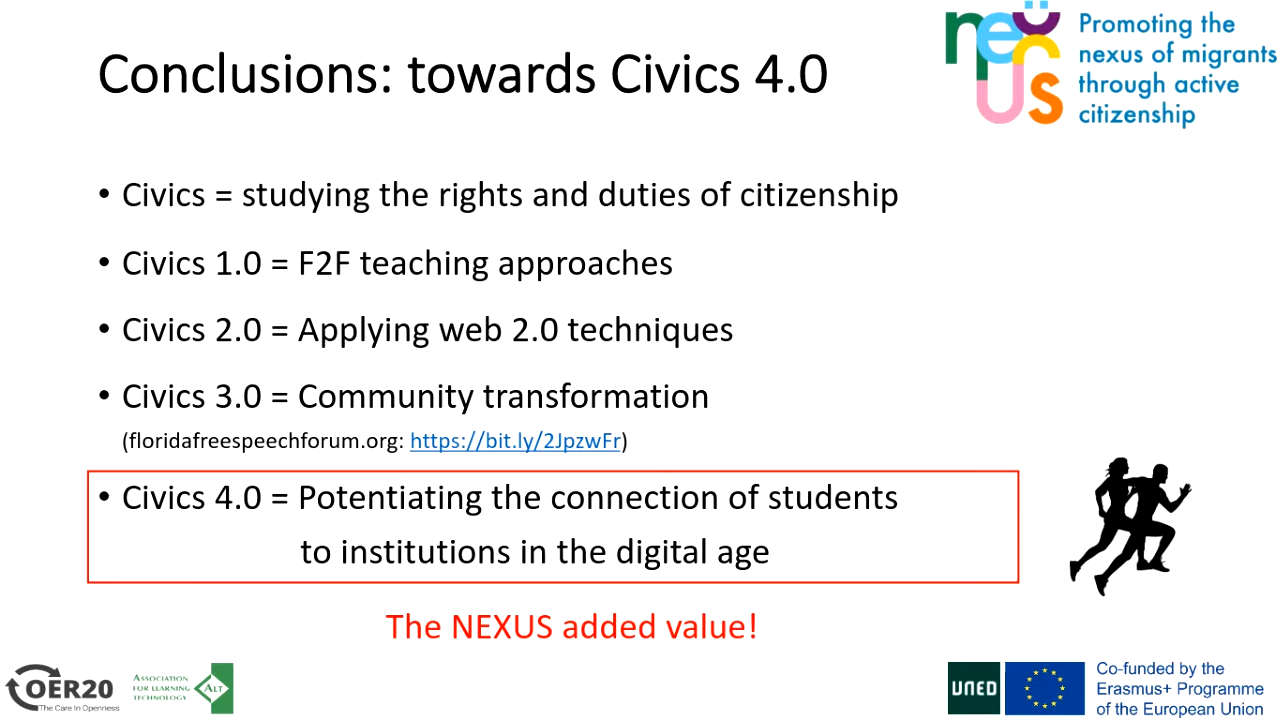 Conclusions: towards Civics 4.0
nexus
Promoting the
nexus of migrants
through active
citizenship
• Civics = studying the rights and duties of citizenship
• Civics 1.0 = F2F teaching approaches
• Civics 2.0 = Applying web 2.0 techniques
• Civics 3.0 = Community transformation
(floridafreespeechforum.org: https://bit.ly/2JpzwFr)
• Civics 4.0 = Potentiating the connection of students
to institutions in the digital age
The NEXUS added value!
OER20
The Care In Openness
ASSOCIATION
FOR LEARNING
TECHNOLOGY
ALT
UNED
Co-funded by the
Erasmus+ Programme
of the European Union